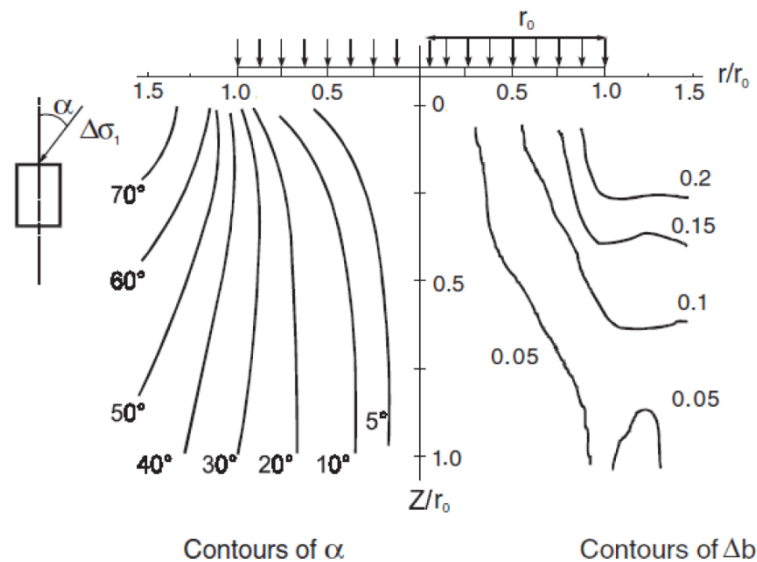 r₀
r/r₀
1.5 1.0 0.5 0 0.5 1.0 1.5
α
Δσ₁
70°
60°
50°
40° 30° 20° 10° 5°
0.5
1.0
Z/r₀
0.2
0.15
0.1
0.05
0.05
Contours of α
Contours of Δb